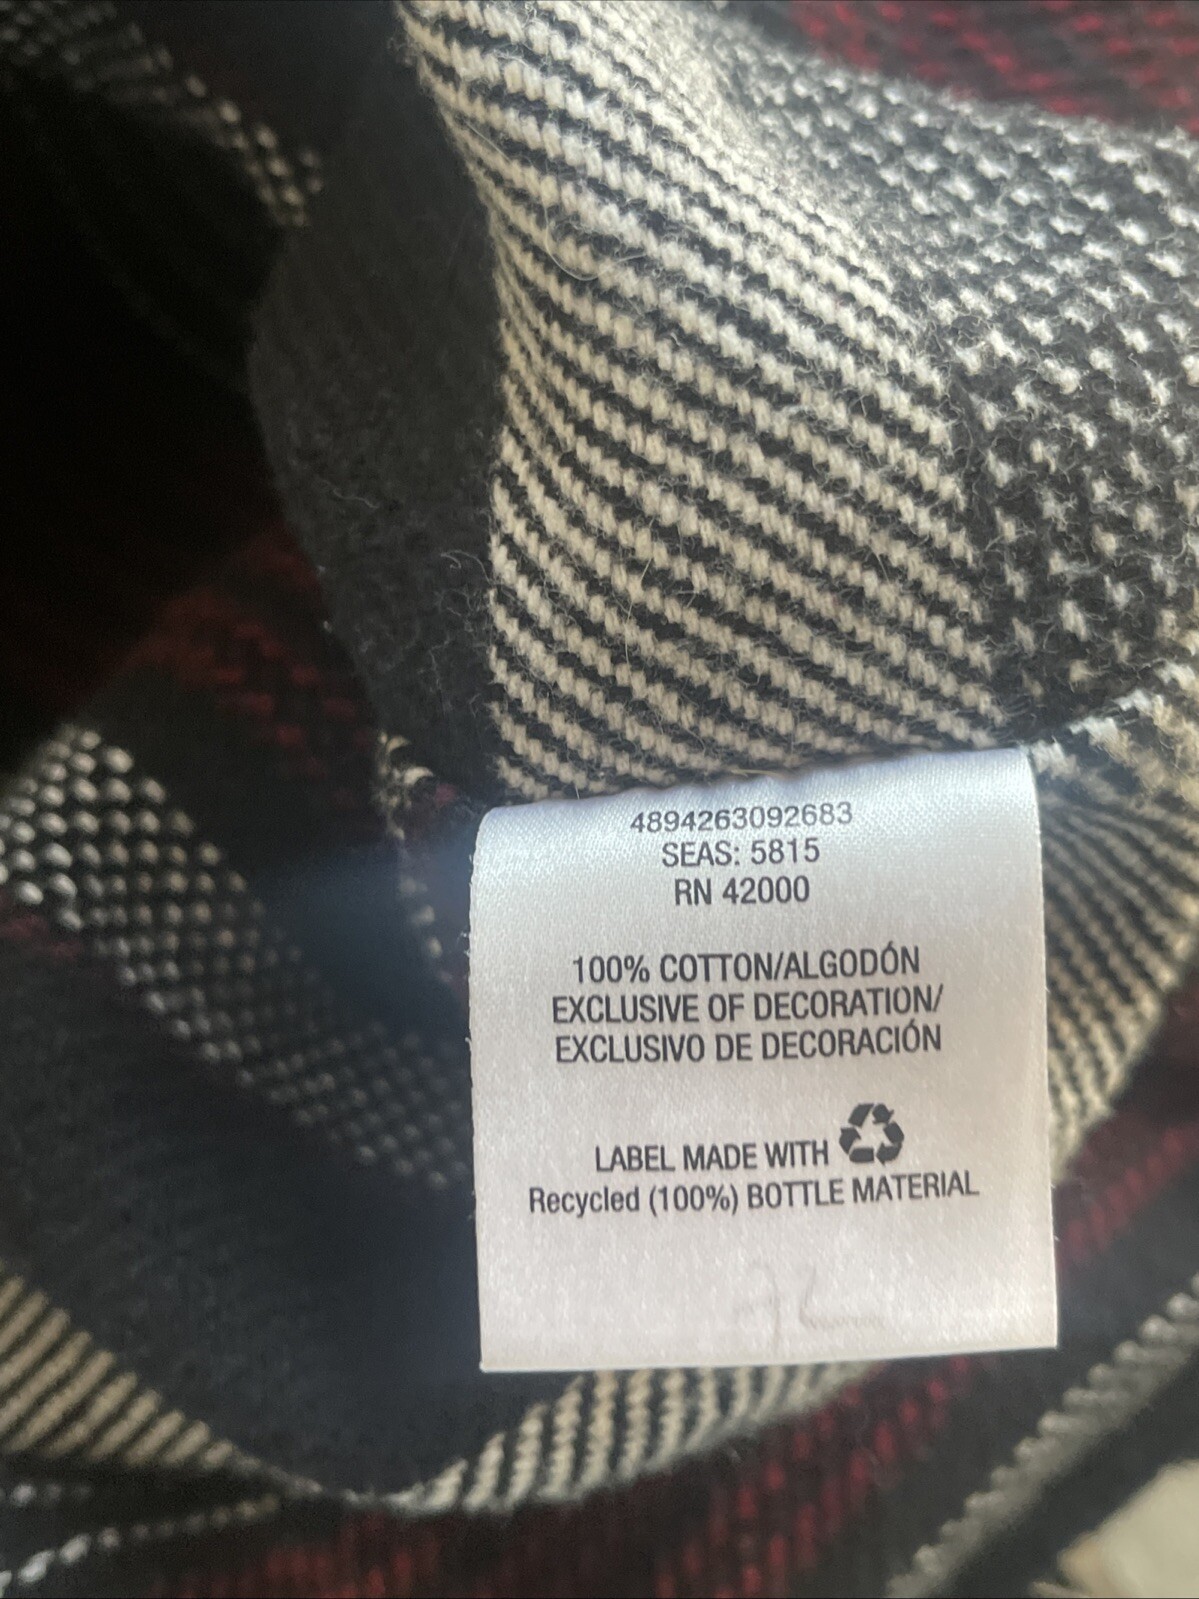 4894263092683
SEAS: 5815
RN 42000
100% COTTON/ALGODÓN
EXCLUSIVE OF DECORATION/
EXCLUSIVO DE DECORACIÓN
LABEL MADE WITH
Recycled (100%) BOTTLE MATERIAL